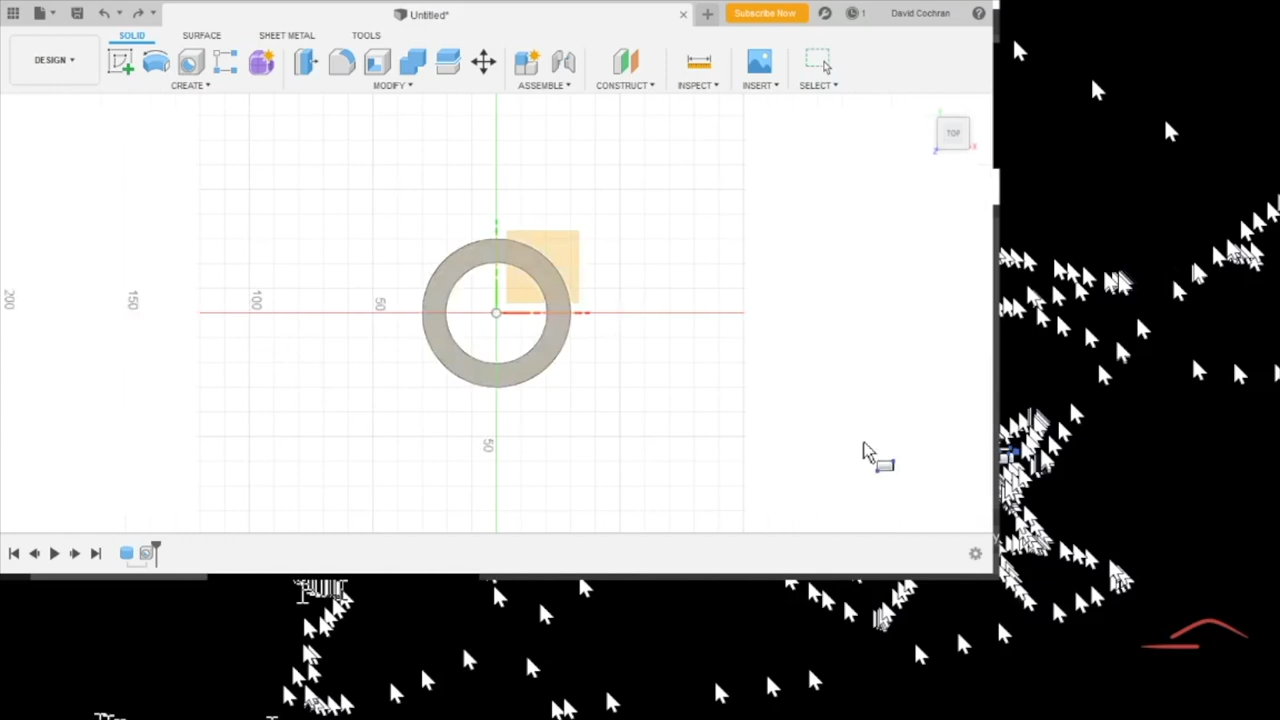 Untitled*
Subscribe Now
1
David Cochran
SOLID SURFACE SHEET METAL TOOLS
DESIGN
CREATE MODIFY ASSEMBLE CONSTRUCT INSPECT INSERT SELECT
TOP
200 150 100 50
50